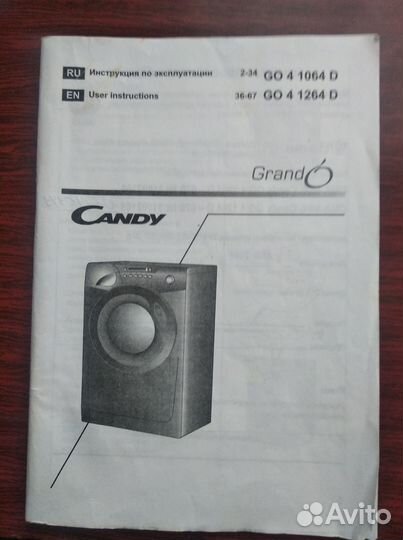 RU Инструкция по эксплуатации 2-34 GO 4 1064 D
EN User instructions 36-67 GO 4 1264 D
Grand Ó
CANDY
Avito